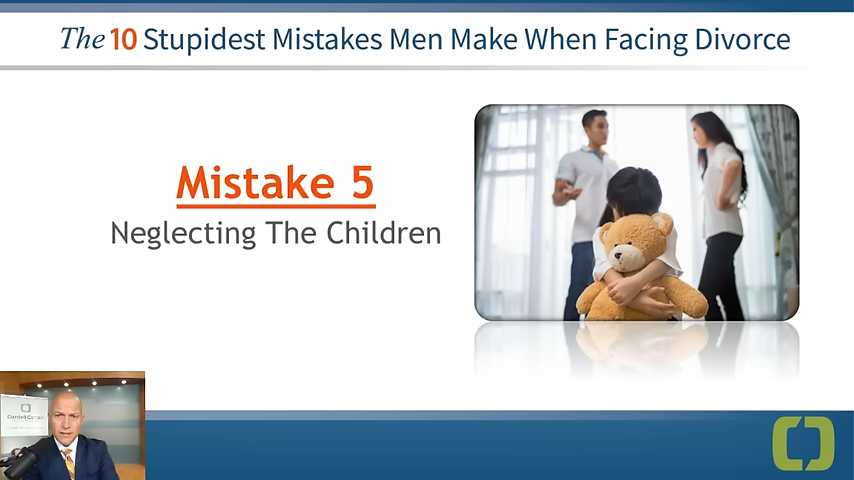 The 10 Stupidest Mistakes Men Make When Facing Divorce
Mistake 5
Neglecting The Children